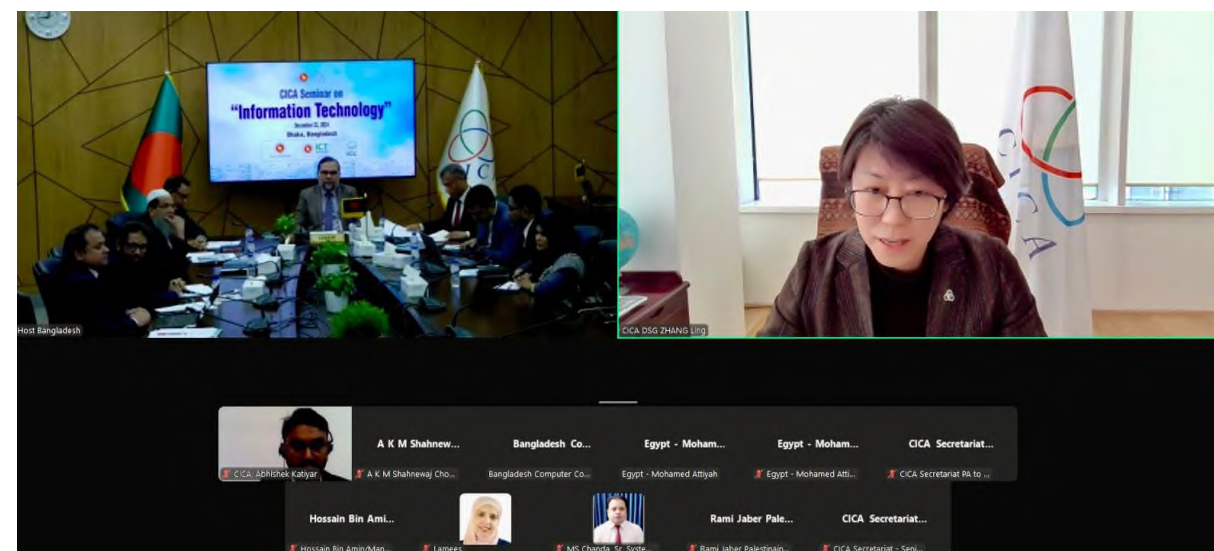 CICA Seminar on
"Information Technology"
Dhaka, Bangladesh
ICT
CICA
Host Bangladesh
CICA DSG ZHANG Ling
CICA, Abhishek Katiyar
A K M Shahnew...
A K M Shahnewaj Cho...
Bangladesh Co...
Bangladesh Computer Co...
Egypt - Moham...
Egypt - Mohamed Attiyah
Egypt - Moham...
Egypt - Mohamed Atti...
CICA Secretariat...
CICA Secretariat PA to ...
Hossain Bin Ami...
Hossain Bin Amin/Man...
Lamees
MS Chanda, Sr. Syste...
Rami Jaber Pale...
Rami Jaber Palestinain...
CICA Secretariat...
CICA Secretariat - Seni...